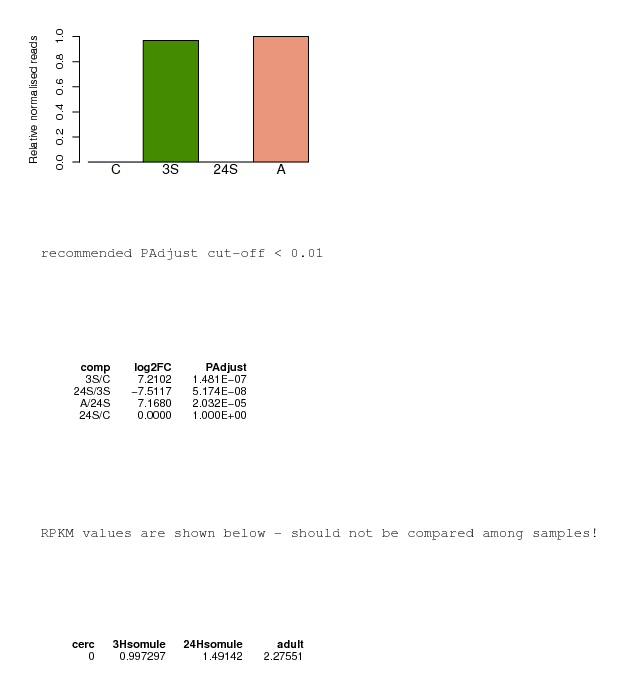 Relative normalised reads
1.0
0.8
0.6
0.4
0.2
0.0
C 3S 24S A
recommended PAdjust cut-off < 0.01
comp log2FC PAdjust
3S/C 7.2102 1.481E−07
24S/3S −7.5117 5.174E−08
A/24S 7.1680 2.032E−05
24S/C 0.0000 1.000E+00
RPKM values are shown below - should not be compared among samples!
cerc 3Hsomule 24Hsomule adult
0 0.997297 1.49142 2.27551